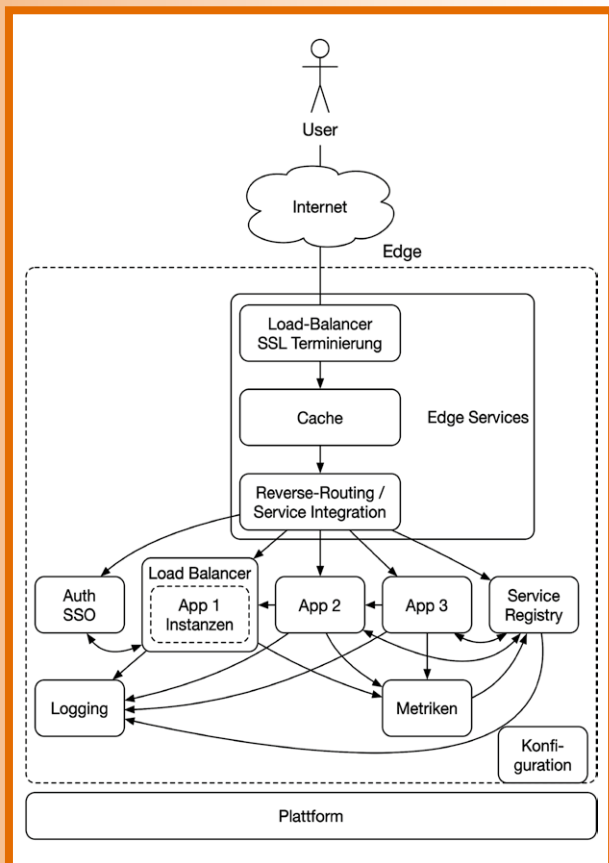 User
Internet
Edge
Load-Balancer
SSL Terminierung
Cache
Edge Services
Reverse-Routing /
Service Integration
Auth
SSO
Load Balancer
App 1
Instanzen
App 2
App 3
Service
Registry
Logging
Metriken
Konfi-
guration
Plattform